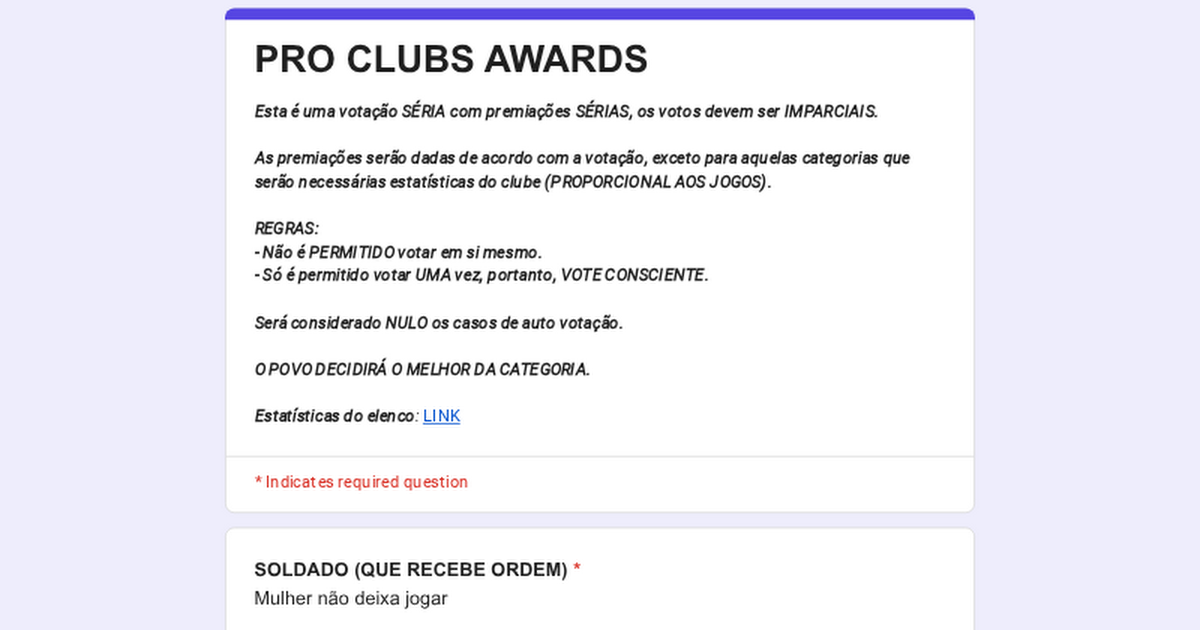 PRO CLUBS AWARDS
Esta é uma votação SÉRIA com premiações SÉRIAS, os votos devem ser IMPARCIAIS.
As premiações serão dadas de acordo com a votação, exceto para aquelas categorias que
serão necessárias estatísticas do clube (PROPORCIONAL AOS JOGOS).
REGRAS:
- Não é PERMITIDO votar em si mesmo.
- Só é permitido votar UMA vez, portanto, VOTE CONSCIENTE.
Será considerado NULO os casos de auto votação.
O POVO DECIDIRÁ O MELHOR DA CATEGORIA.
Estatísticas do elenco: LINK
* Indicates required question
SOLDADO (QUE RECEBE ORDEM) *
Mulher não deixa jogar